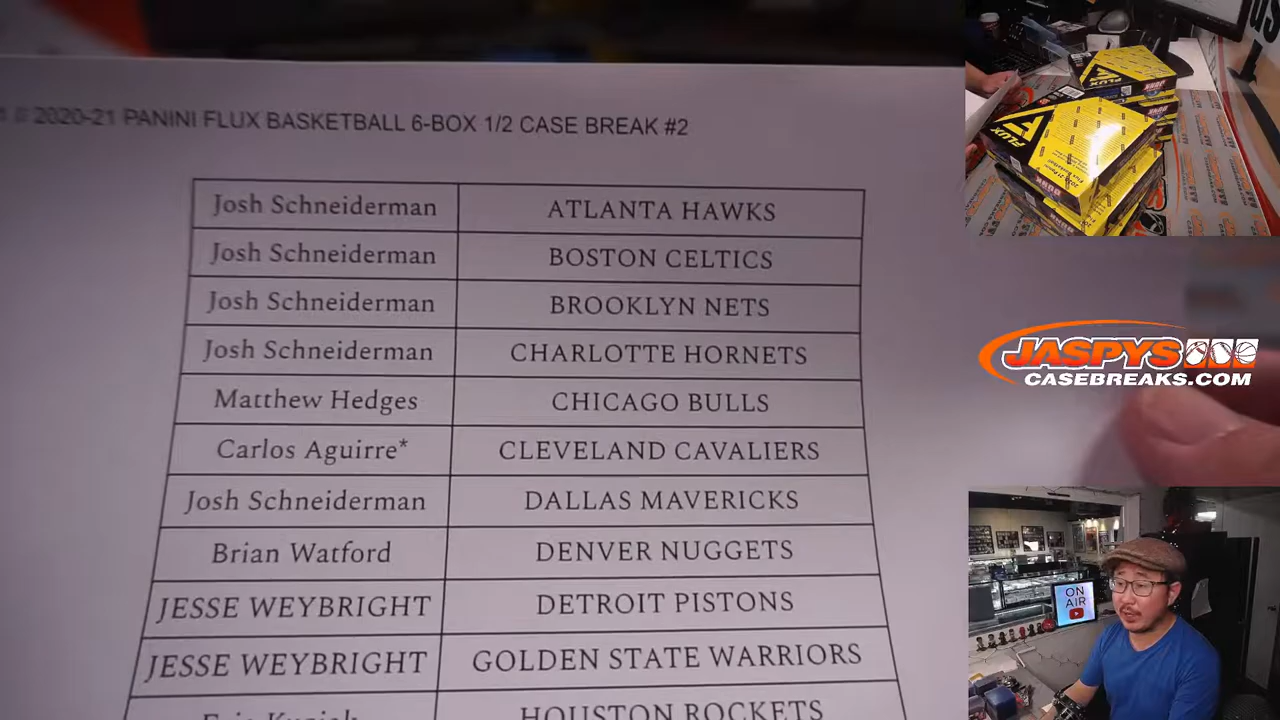 2020-21 PANINI FLUX BASKETBALL 6-BOX 1/2 CASE BREAK #2
Josh Schneiderman ATLANTA HAWKS
Josh Schneiderman BOSTON CELTICS
Josh Schneiderman BROOKLYN NETS
Josh Schneiderman CHARLOTTE HORNETS
Matthew Hedges CHICAGO BULLS
Carlos Aguirre* CLEVELAND CAVALIERS
Josh Schneiderman DALLAS MAVERICKS
Brian Watford DENVER NUGGETS
JESSE WEYBRIGHT DETROIT PISTONS
JESSE WEYBRIGHT GOLDEN STATE WARRIORS
HOUSTON ROCKETS
FLUX
FLUX
JASPYS
CASEBREAKS.COM
ON
AIR